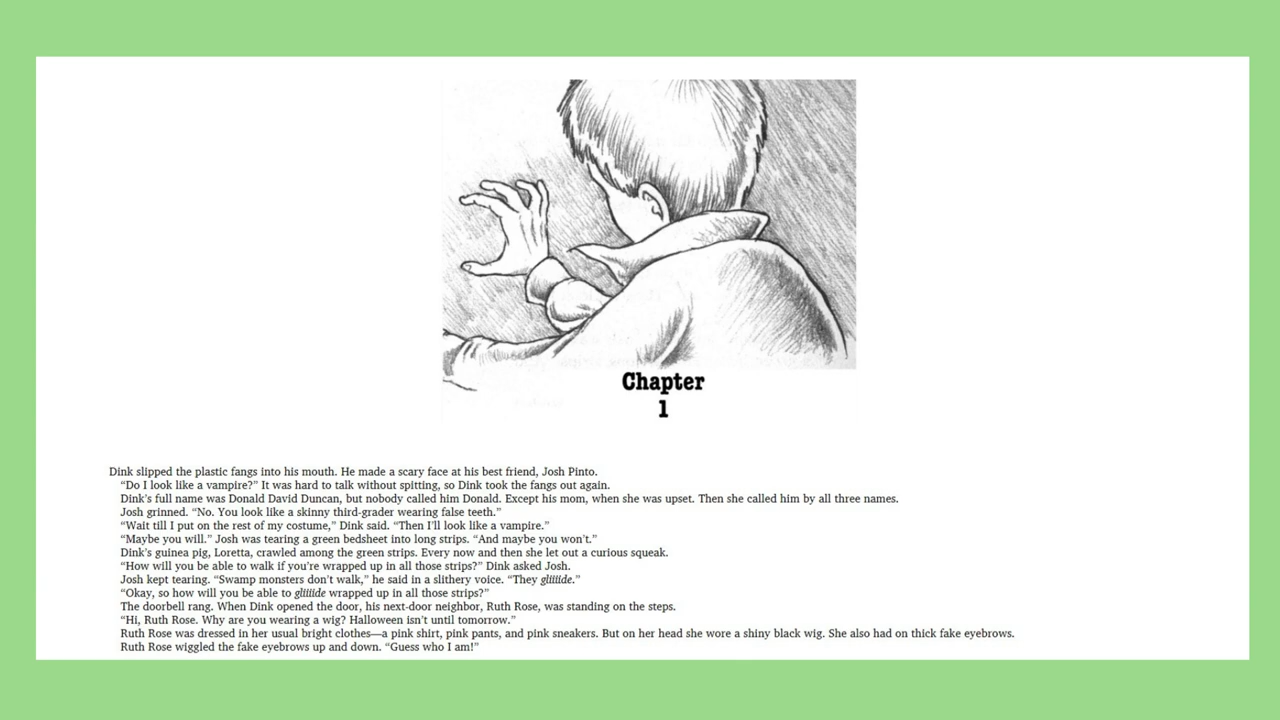 Chapter
1
Dink slipped the plastic fangs into his mouth. He made a scary face at his best friend, Josh Pinto.
“Do I look like a vampire?” It was hard to talk without spitting, so Dink took the fangs out again.
Dink’s full name was Donald David Duncan, but nobody called him Donald. Except his mom, when she was upset. Then she called him by all three names.
Josh grinned. “No. You look like a skinny third-grader wearing false teeth.”
“Wait till I put on the rest of my costume,” Dink said. “Then I’ll look like a vampire.”
“Maybe you will.” Josh was tearing a green bedsheet into long strips. “And maybe you won’t.”
Dink’s guinea pig, Loretta, crawled among the green strips. Every now and then she let out a curious squeak.
“How will you be able to walk if you’re wrapped up in all those strips?” Dink asked Josh.
Josh kept tearing. “Swamp monsters don’t walk,” he said in a slithery voice. “They gliiiide.”
“Okay, so how will you be able to gliiiide wrapped up in all those strips?”
The doorbell rang. When Dink opened the door, his next-door neighbor, Ruth Rose, was standing on the steps.
“Hi, Ruth Rose. Why are you wearing a wig? Halloween isn’t until tomorrow.”
Ruth Rose was dressed in her usual bright clothes—a pink shirt, pink pants, and pink sneakers. But on her head she wore a shiny black wig. She also had on thick fake eyebrows.
Ruth Rose wiggled the fake eyebrows up and down. “Guess who I am!”